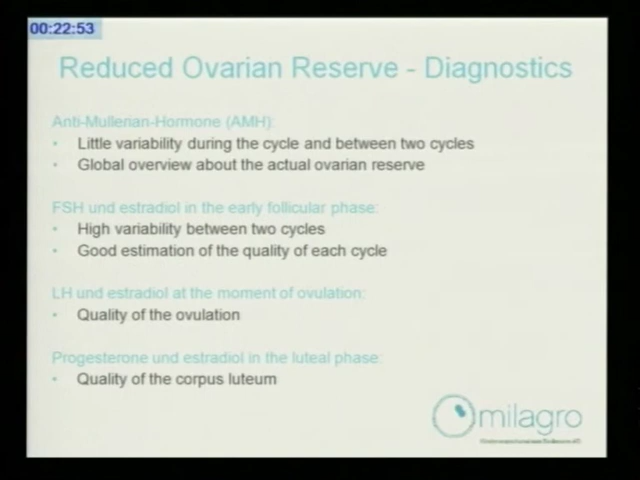 00:22:53
Reduced Ovarian Reserve - Diagnostics
Anti-Mullerian-Hormone (AMH):
• Little variability during the cycle and between two cycles
• Global overview about the actual ovarian reserve
FSH und estradiol in the early follicular phase:
• High variability between two cycles
• Good estimation of the quality of each cycle
LH und estradiol at the moment of ovulation:
• Quality of the ovulation
Progesterone und estradiol in the luteal phase:
• Quality of the corpus luteum
milagro